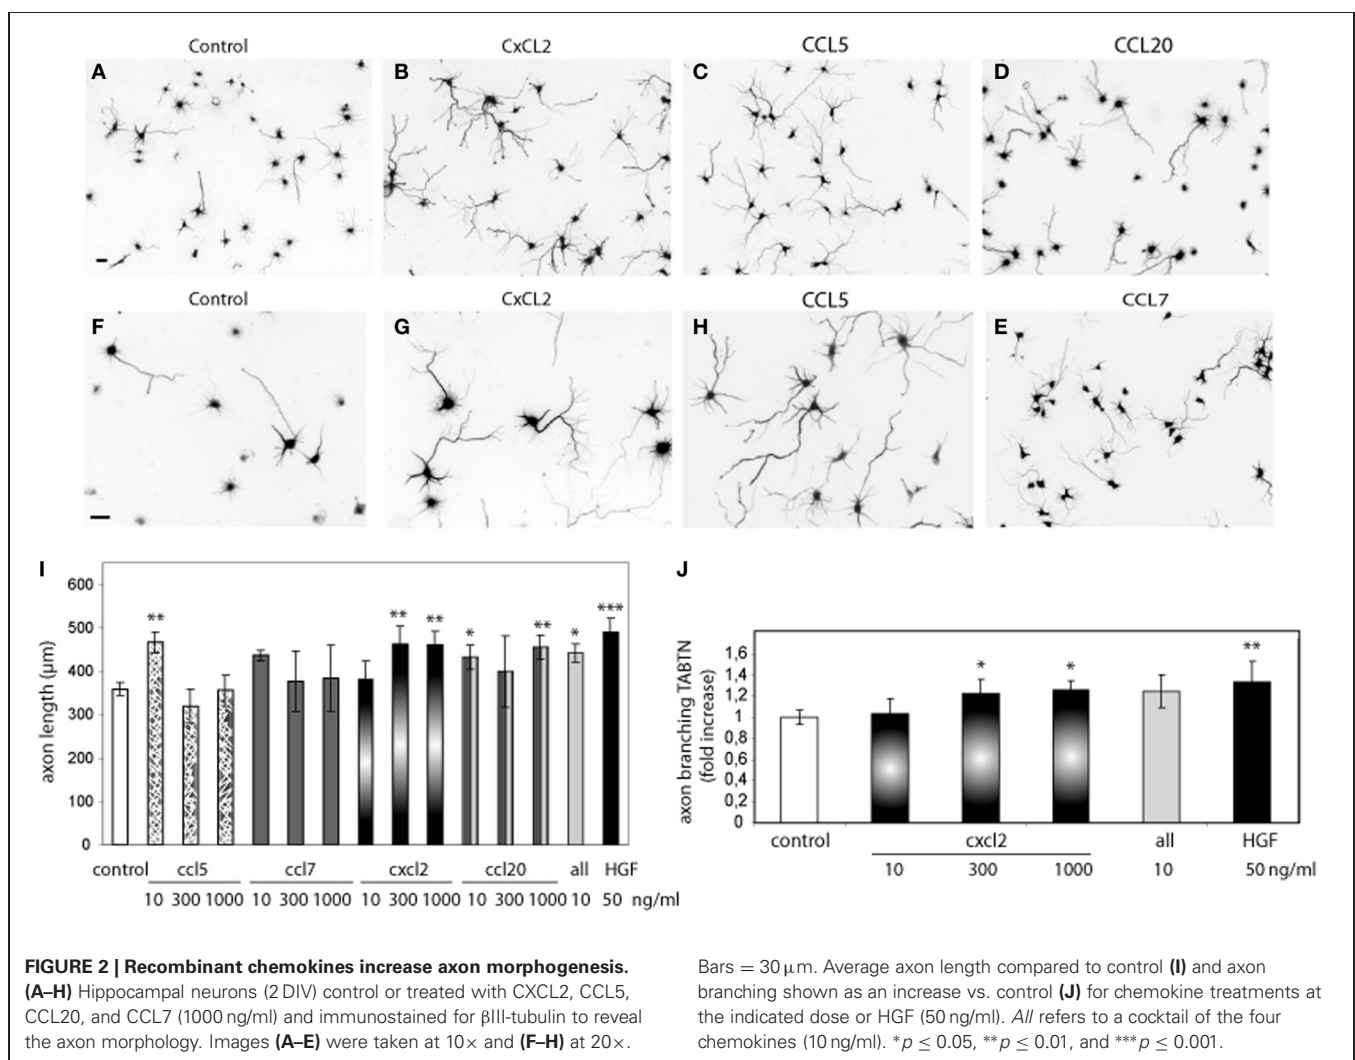 Control CxCL2 CCL5 CCL20
A B C D
Control CxCL2 CCL5 CCL7
F G H E
I
axon length (μm)
600
500
400
300
200
100
0
** ** ** * ** * ***
control ccl5 ccl7 cxcl2 ccl20 all HGF
10 300 1000 10 300 1000 10 300 1000 10 300 1000 10 50 ng/ml
J
axon branching TABTN
(fold increase)
1,6
1,4
1,2
1
0,8
0,6
0,4
0,2
0
* * **
control cxcl2 all HGF
10 300 1000 10 50 ng/ml
FIGURE 2 | Recombinant chemokines increase axon morphogenesis.
(A–H) Hippocampal neurons (2 DIV) control or treated with CXCL2, CCL5,
CCL20, and CCL7 (1000 ng/ml) and immunostained for βIII-tubulin to reveal
the axon morphology. Images (A–E) were taken at 10× and (F–H) at 20×.
Bars = 30 μm. Average axon length compared to control (I) and axon
branching shown as an increase vs. control (J) for chemokine treatments at
the indicated dose or HGF (50 ng/ml). All refers to a cocktail of the four
chemokines (10 ng/ml). *p ≤ 0.05, **p ≤ 0.01, and ***p ≤ 0.001.